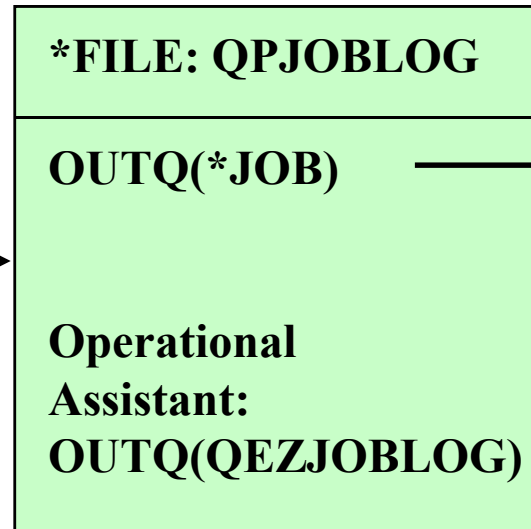 *FILE: QPJOBLOG
OUTQ(*JOB)
Operational
Assistant:
OUTQ(QEZJOBLOG)